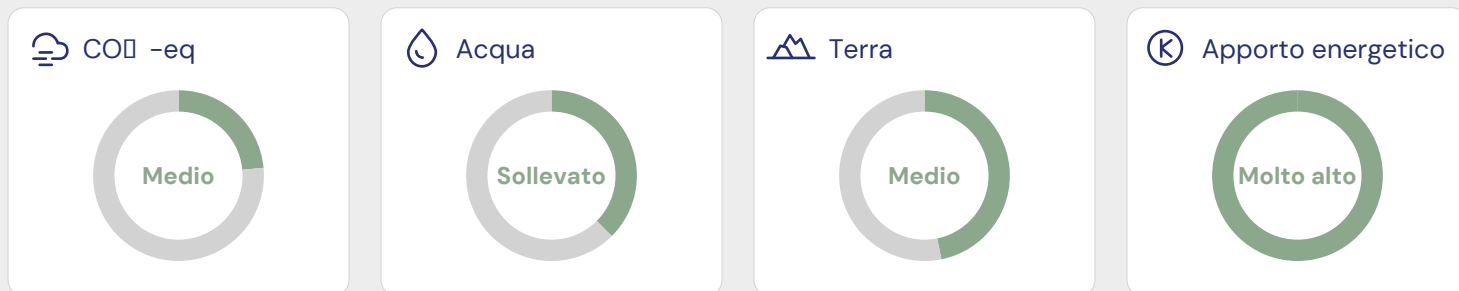 CO▯ -eq
Acqua
Terra
Apporto energetico
Medio
Sollevato
Medio
Molto alto